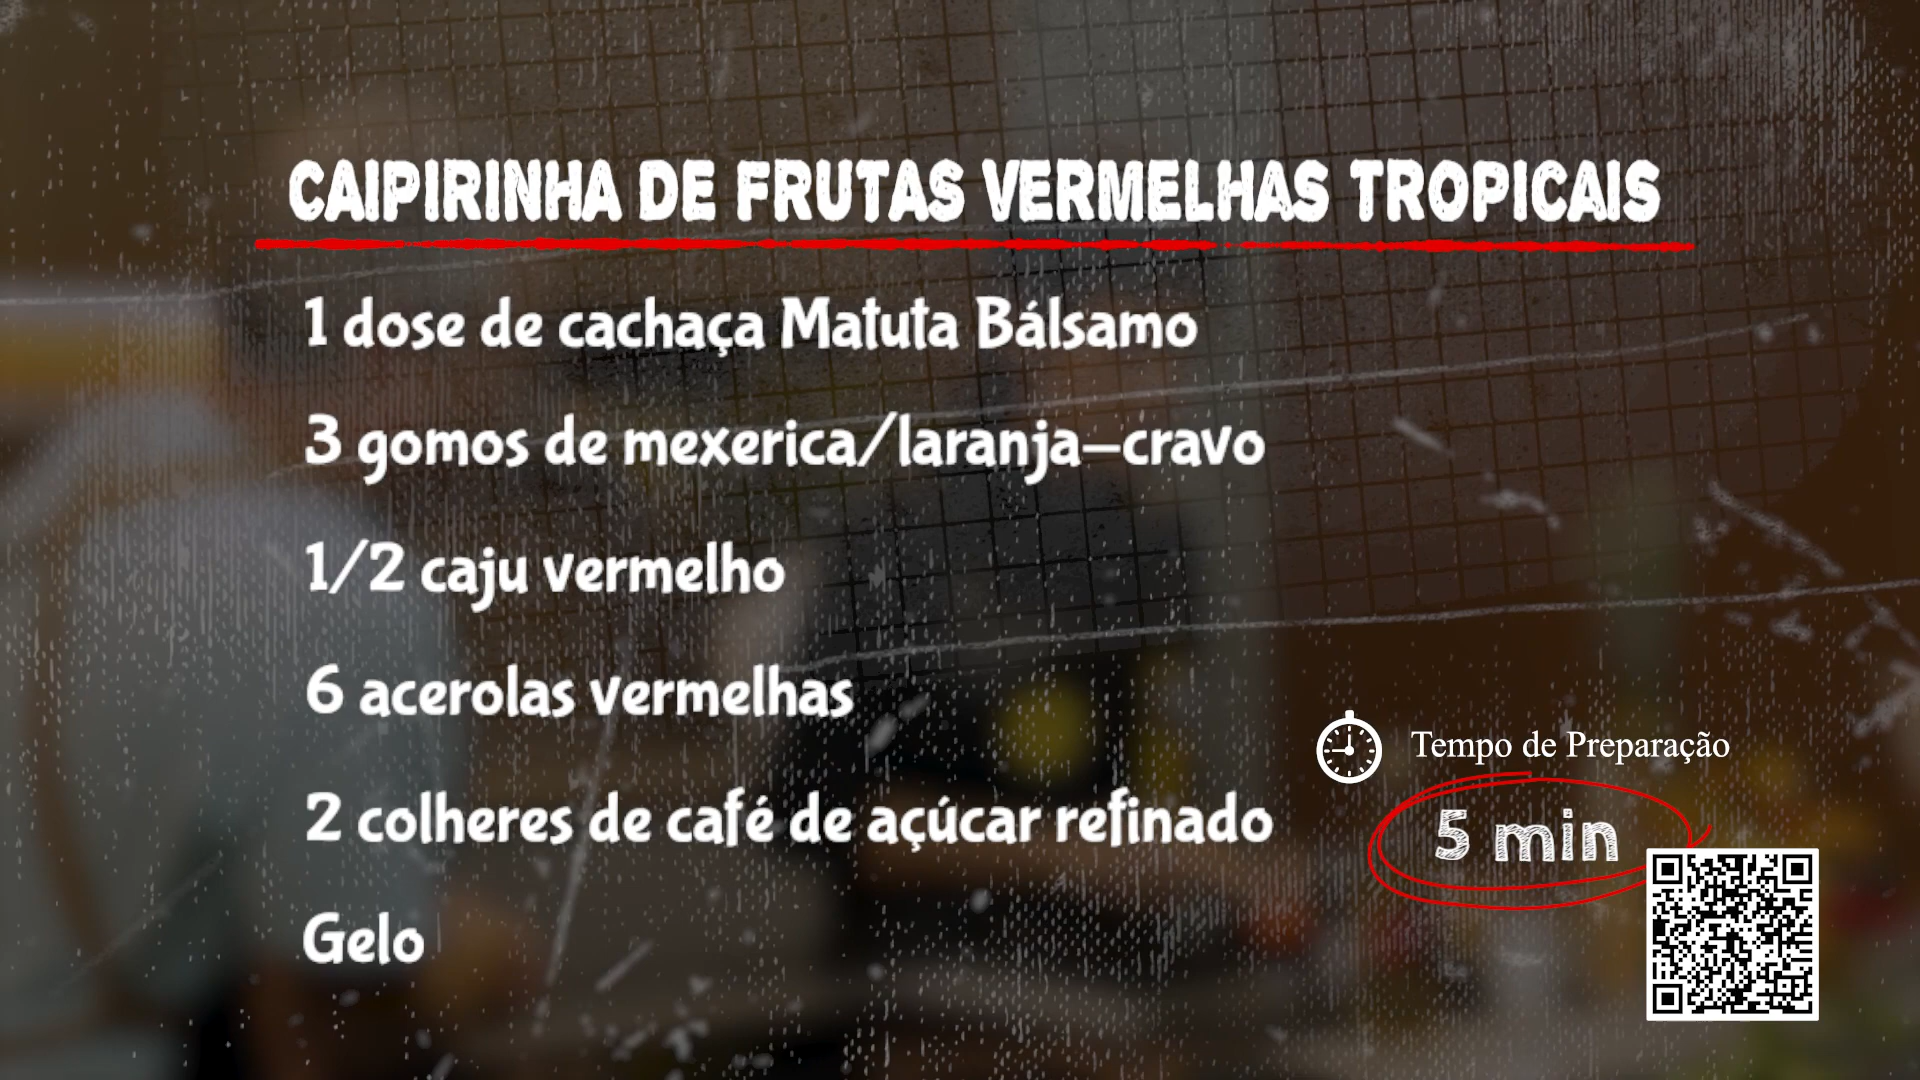 CAIPIRINHA DE FRUTAS VERMELHAS TROPICAIS
1 dose de cachaça Matuta Bálsamo
3 gomos de mexerica/laranja-cravo
1/2 caju vermelho
6 acerolas vermelhas
2 colheres de café de açúcar refinado
Gelo
Tempo de Preparação
5 min